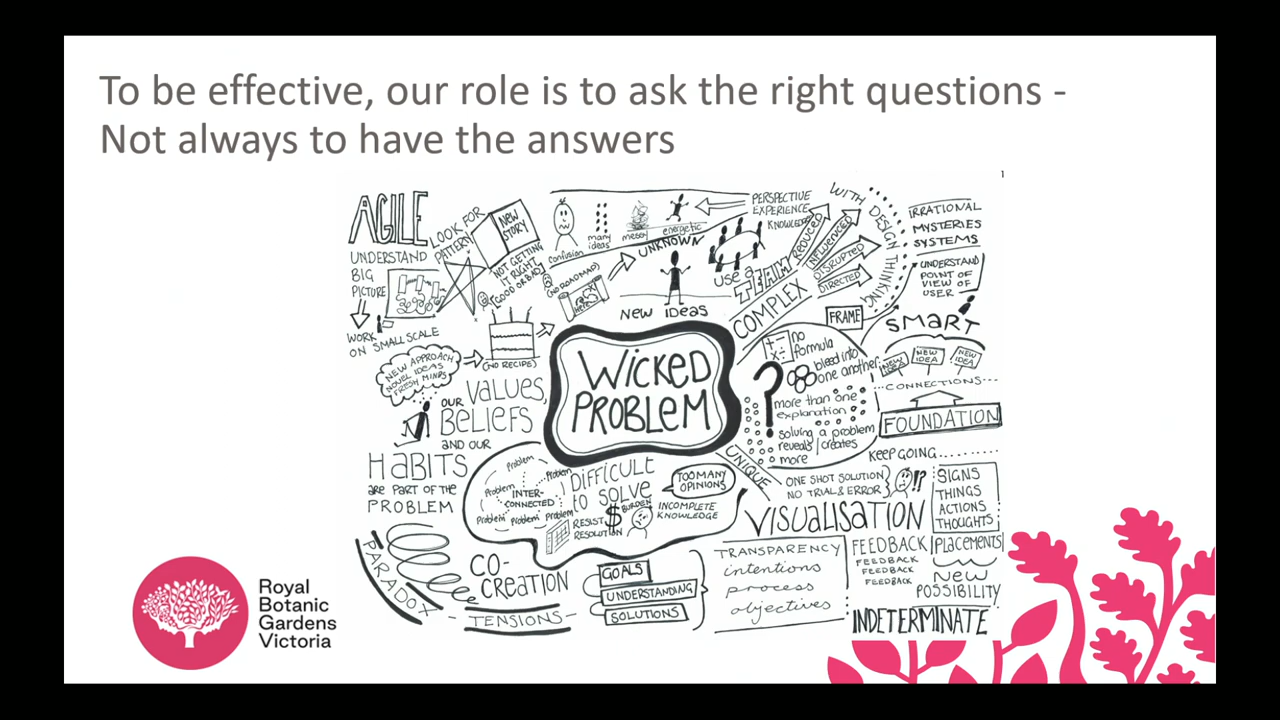 To be effective, our role is to ask the right questions -
Not always to have the answers
1
AGILE
UNDERSTAND
BIG
PICTURE
WORK
ON SMALL SCALE
LOOK FOR
PATTERN
NEW
STORY
NOT GETTING
IT RIGHT,
GOOD OR BAD
confusion
many
ideas
messy
energetic
UNKNOWN
(NO ROADMAP)
HERE
NEW IDEAS
PERSPECTIVE
EXPERIENCE
KNOWLEDGE
USE A
TEAM
COMPLEX
REDUCED
INFLUENCED
DISRUPTED
DIRECTED
WITH DESIGN THINKING
IRRATIONAL
MYSTERIES
SYSTEMS
UNDERSTAND
POINT OF
VIEW OF
USER
FRAME
SMART
NEW
IDEA
NEW
IDEA
NEW
IDEA
CONNECTIONS...
FOUNDATION
KEEP GOING..........
NEW APPROACH
NOVEL IDEAS
FRESH MINDS
(NO RECIPE)
OUR VALUES,
BELIEFS
AND OUR
HABITS
ARE PART OF THE
PROBLEM
WICKED
PROBLEM
?
no
formula
bleed into
one another
more than one
explanation
solving a problem
reveals/creates
more
UNIQUE
ONE SHOT SOLUTION
NO TRIAL & ERROR
!?
SIGNS
THINGS
ACTIONS
THOUGHTS
PLACEMENTS
NEW
POSSIBILITY
INDETERMINATE
VISUALISATION
FEEDBACK
FEEDBACK
FEEDBACK
FEEDBACK
TRANSPARENCY
intentions
process
objectives
Problem
Problem
Problem
INTER-
CONNECTED
Problem
Problem
Problem
DIFFICULT
TO SOLVE
RESIST
RESOLUTION
$
BURDEN
TOO MANY
OPINIONS
INCOMPLETE
KNOWLEDGE
PARADOX
CO-
CREATION
- TENSIONS -
GOALS
UNDERSTANDING
SOLUTIONS
Royal
Botanic
Gardens
Victoria